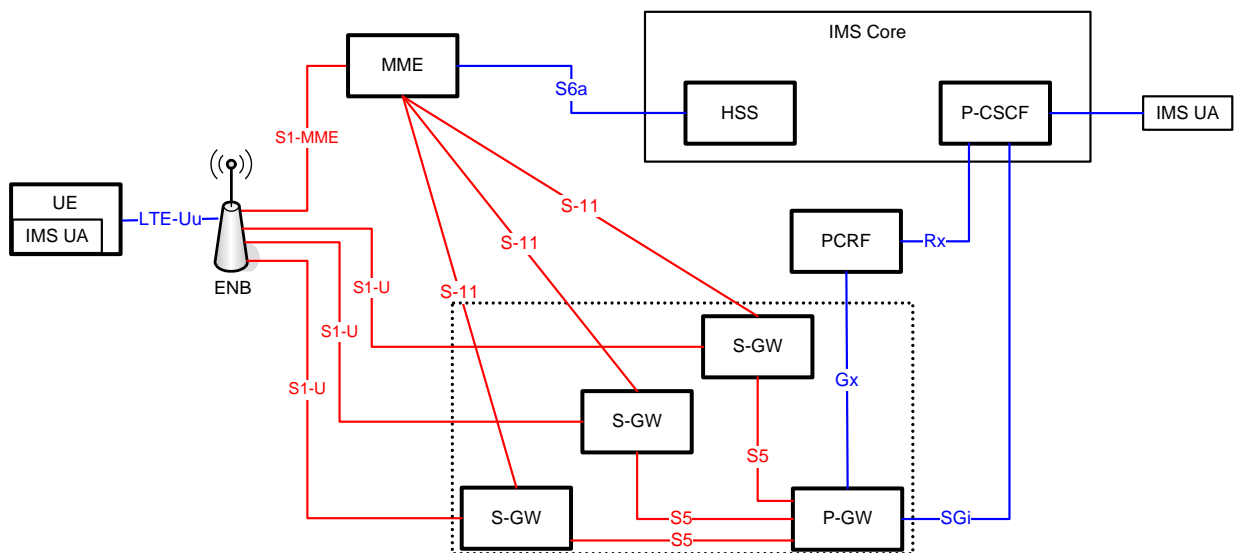 IMS Core
MME
S6a
HSS
P-CSCF
IMS UA
S1-MME
UE
IMS UA
LTE-Uu
ENB
S-11
S-11
S-11
PCRF
Rx
S1-U
S1-U
S1-U
S-GW
Gx
S-GW
S5
S-GW
S5
S5
P-GW
SGi